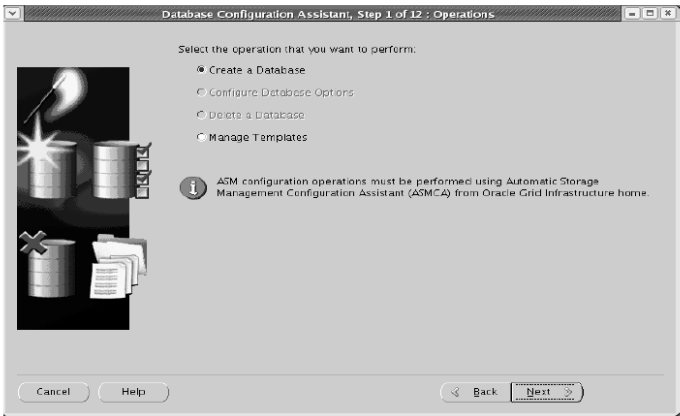 Database Configuration Assistant, Step 1 of 12 : Operations
Select the operation that you want to perform:
Create a Database
Configure Database Options
Delete a Database
Manage Templates
ASM configuration operations must be performed using Automatic Storage
Management Configuration Assistant (ASMCA) from Oracle Grid Infrastructure home.
Cancel
Help
Back
Next